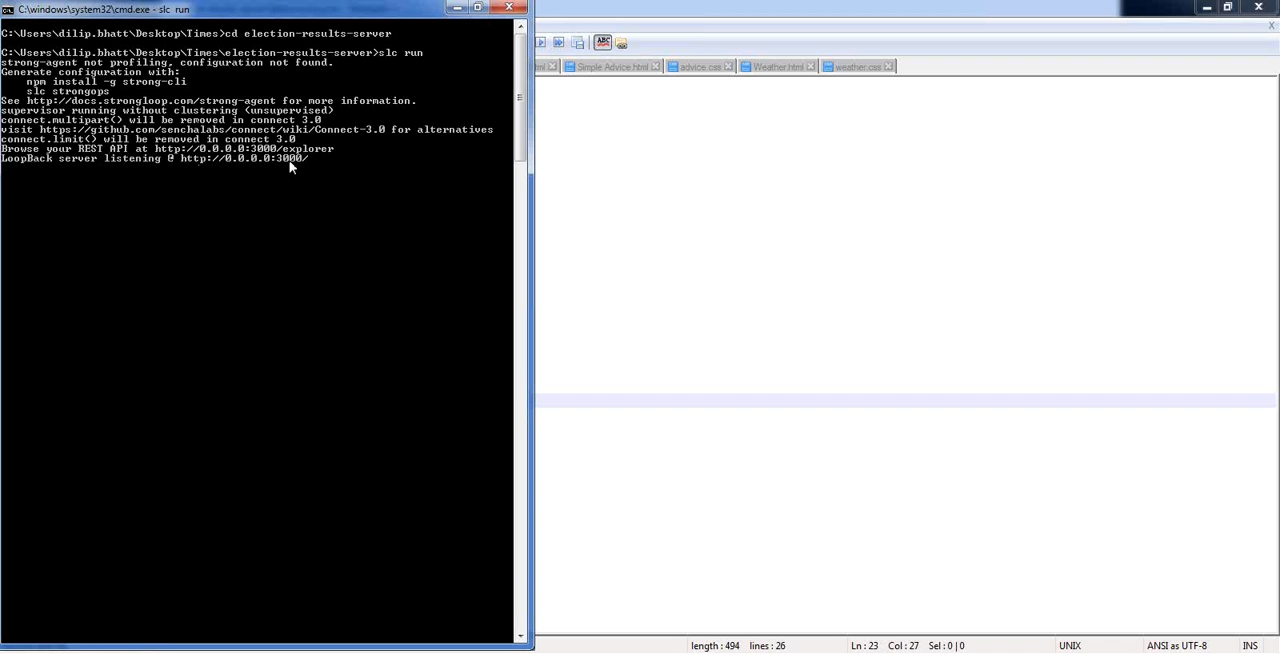 C:\windows\system32\cmd.exe - slc run
C:\Users\dilip.bhatt\Desktop\Times>cd election-results-server
C:\Users\dilip.bhatt\Desktop\Times\election-results-server>slc run
strong-agent not profiling, configuration not found.
Generate configuration with:
npm install -g strong-cli
slc strongops
See http://docs.strongloop.com/strong-agent for more information.
supervisor running without clustering (unsupervised)
connect.multipart() will be removed in connect 3.0
visit https://github.com/senchalabs/connect/wiki/Connect-3.0 for alternatives
connect.limit() will be removed in connect 3.0
Browse your REST API at http://0.0.0.0:3000/explorer
LoopBack server listening @ http://0.0.0.0:3000/
ABC
html Simple Advice.html advice.css Weather.html weather.css
length : 494 lines : 26 Ln : 23 Col : 27 Sel : 0 | 0 UNIX ANSI as UTF-8 INS